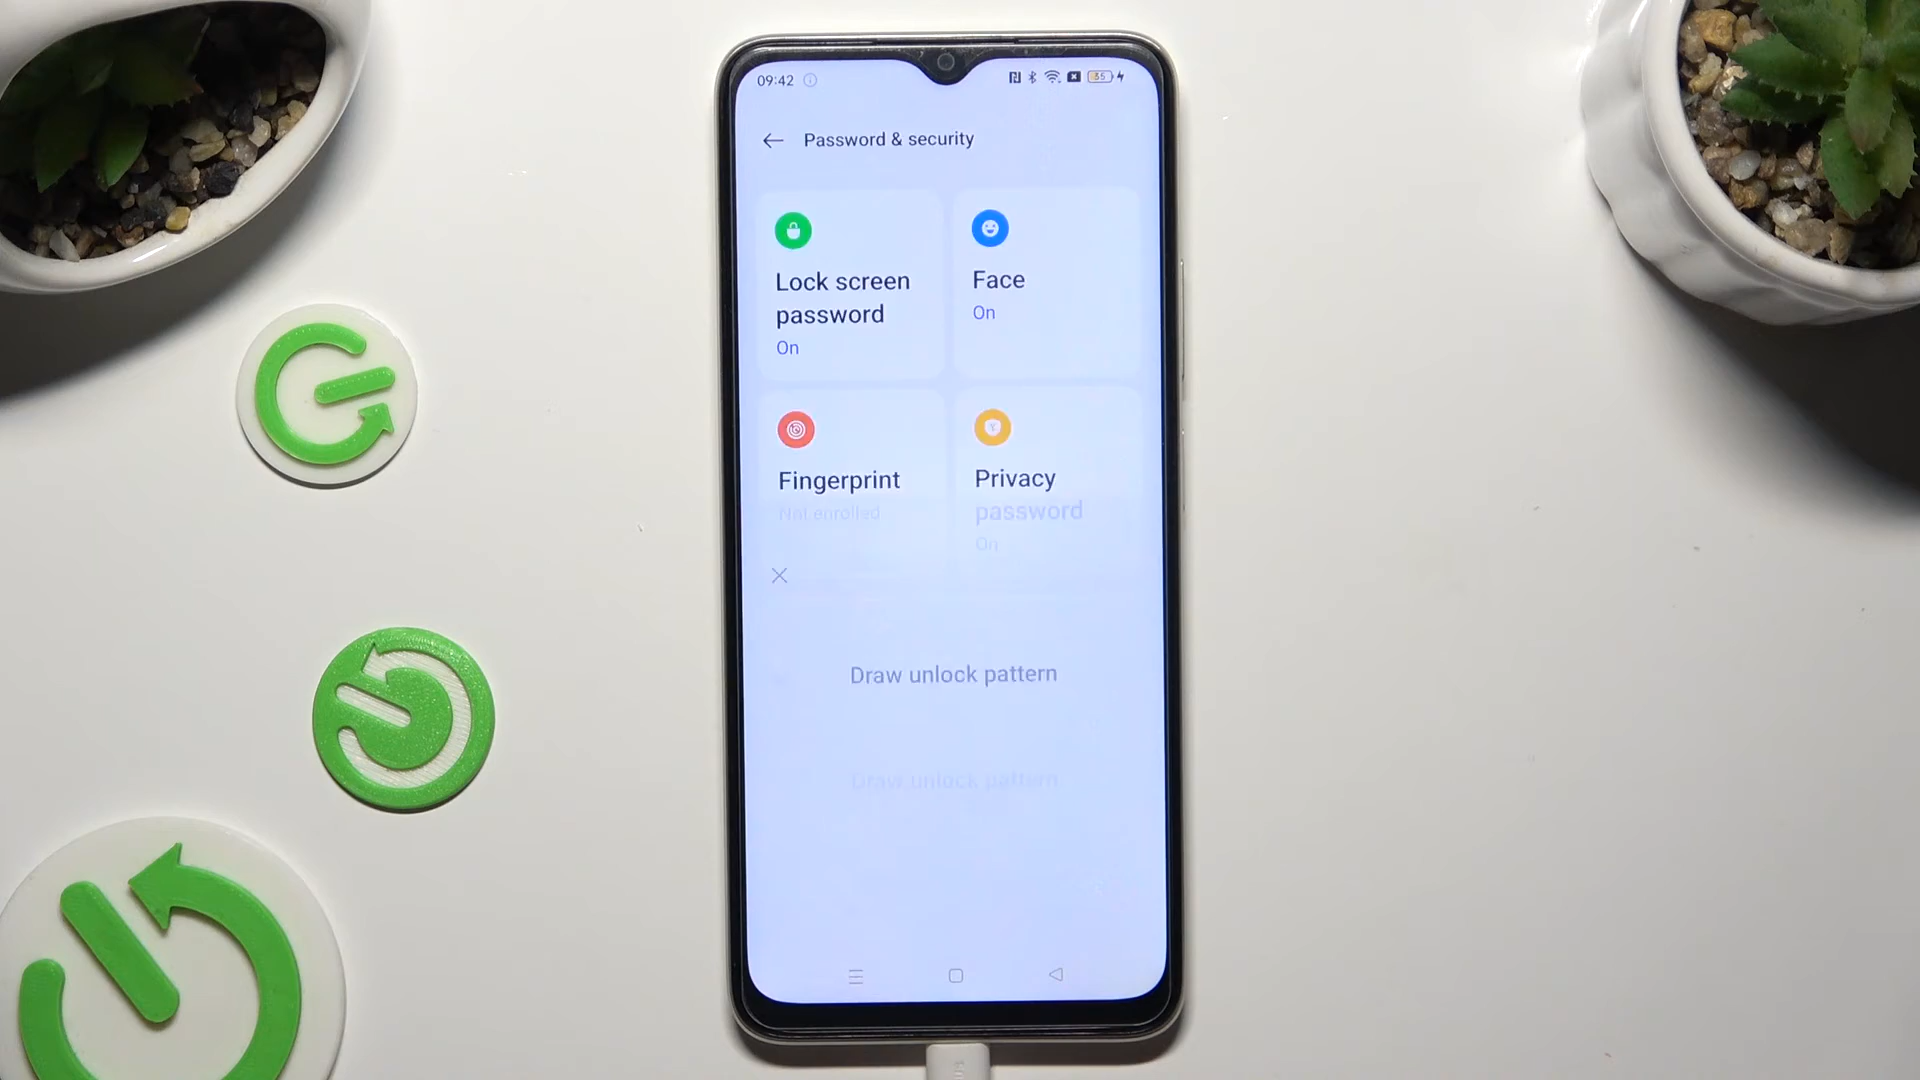 09:42
35
Password & security
Lock screen
password
On
Face
On
Fingerprint
Not enrolled
Privacy
password
On
Draw unlock pattern
Draw unlock pattern